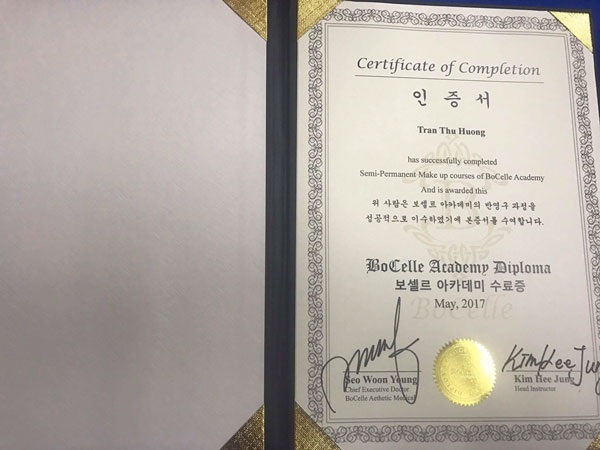 Certificate of Completion
인 증 서
Tran Thu Huong
has successfully completed
Semi-Permanent Make up courses of BoCelle Academy
And is awarded this
위 사람은 보셀르 아카데미의 반영구 과정을
성공적으로 이수하였기에 본증서를 수여합니다.
BoCelle Academy Diploma
보셀르 아카데미 수료증
BoCelle
May, 2017
Kim Hee Jung
Seo Woon Young
Kim Hee Jung
Chief Executive Doctor
Head Instructor
BoCelle Aethetic Medical